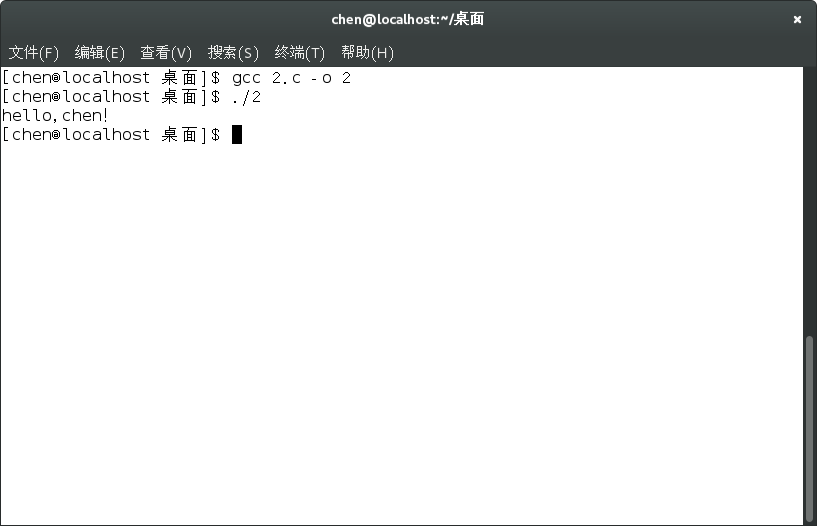 chen@localhost:~/桌面
文件(F) 编辑(E) 查看(V) 搜索(S) 终端(T) 帮助(H)
[chen@localhost 桌面]$ gcc 2.c -o 2
[chen@localhost 桌面]$ ./2
hello,chen!
[chen@localhost 桌面]$